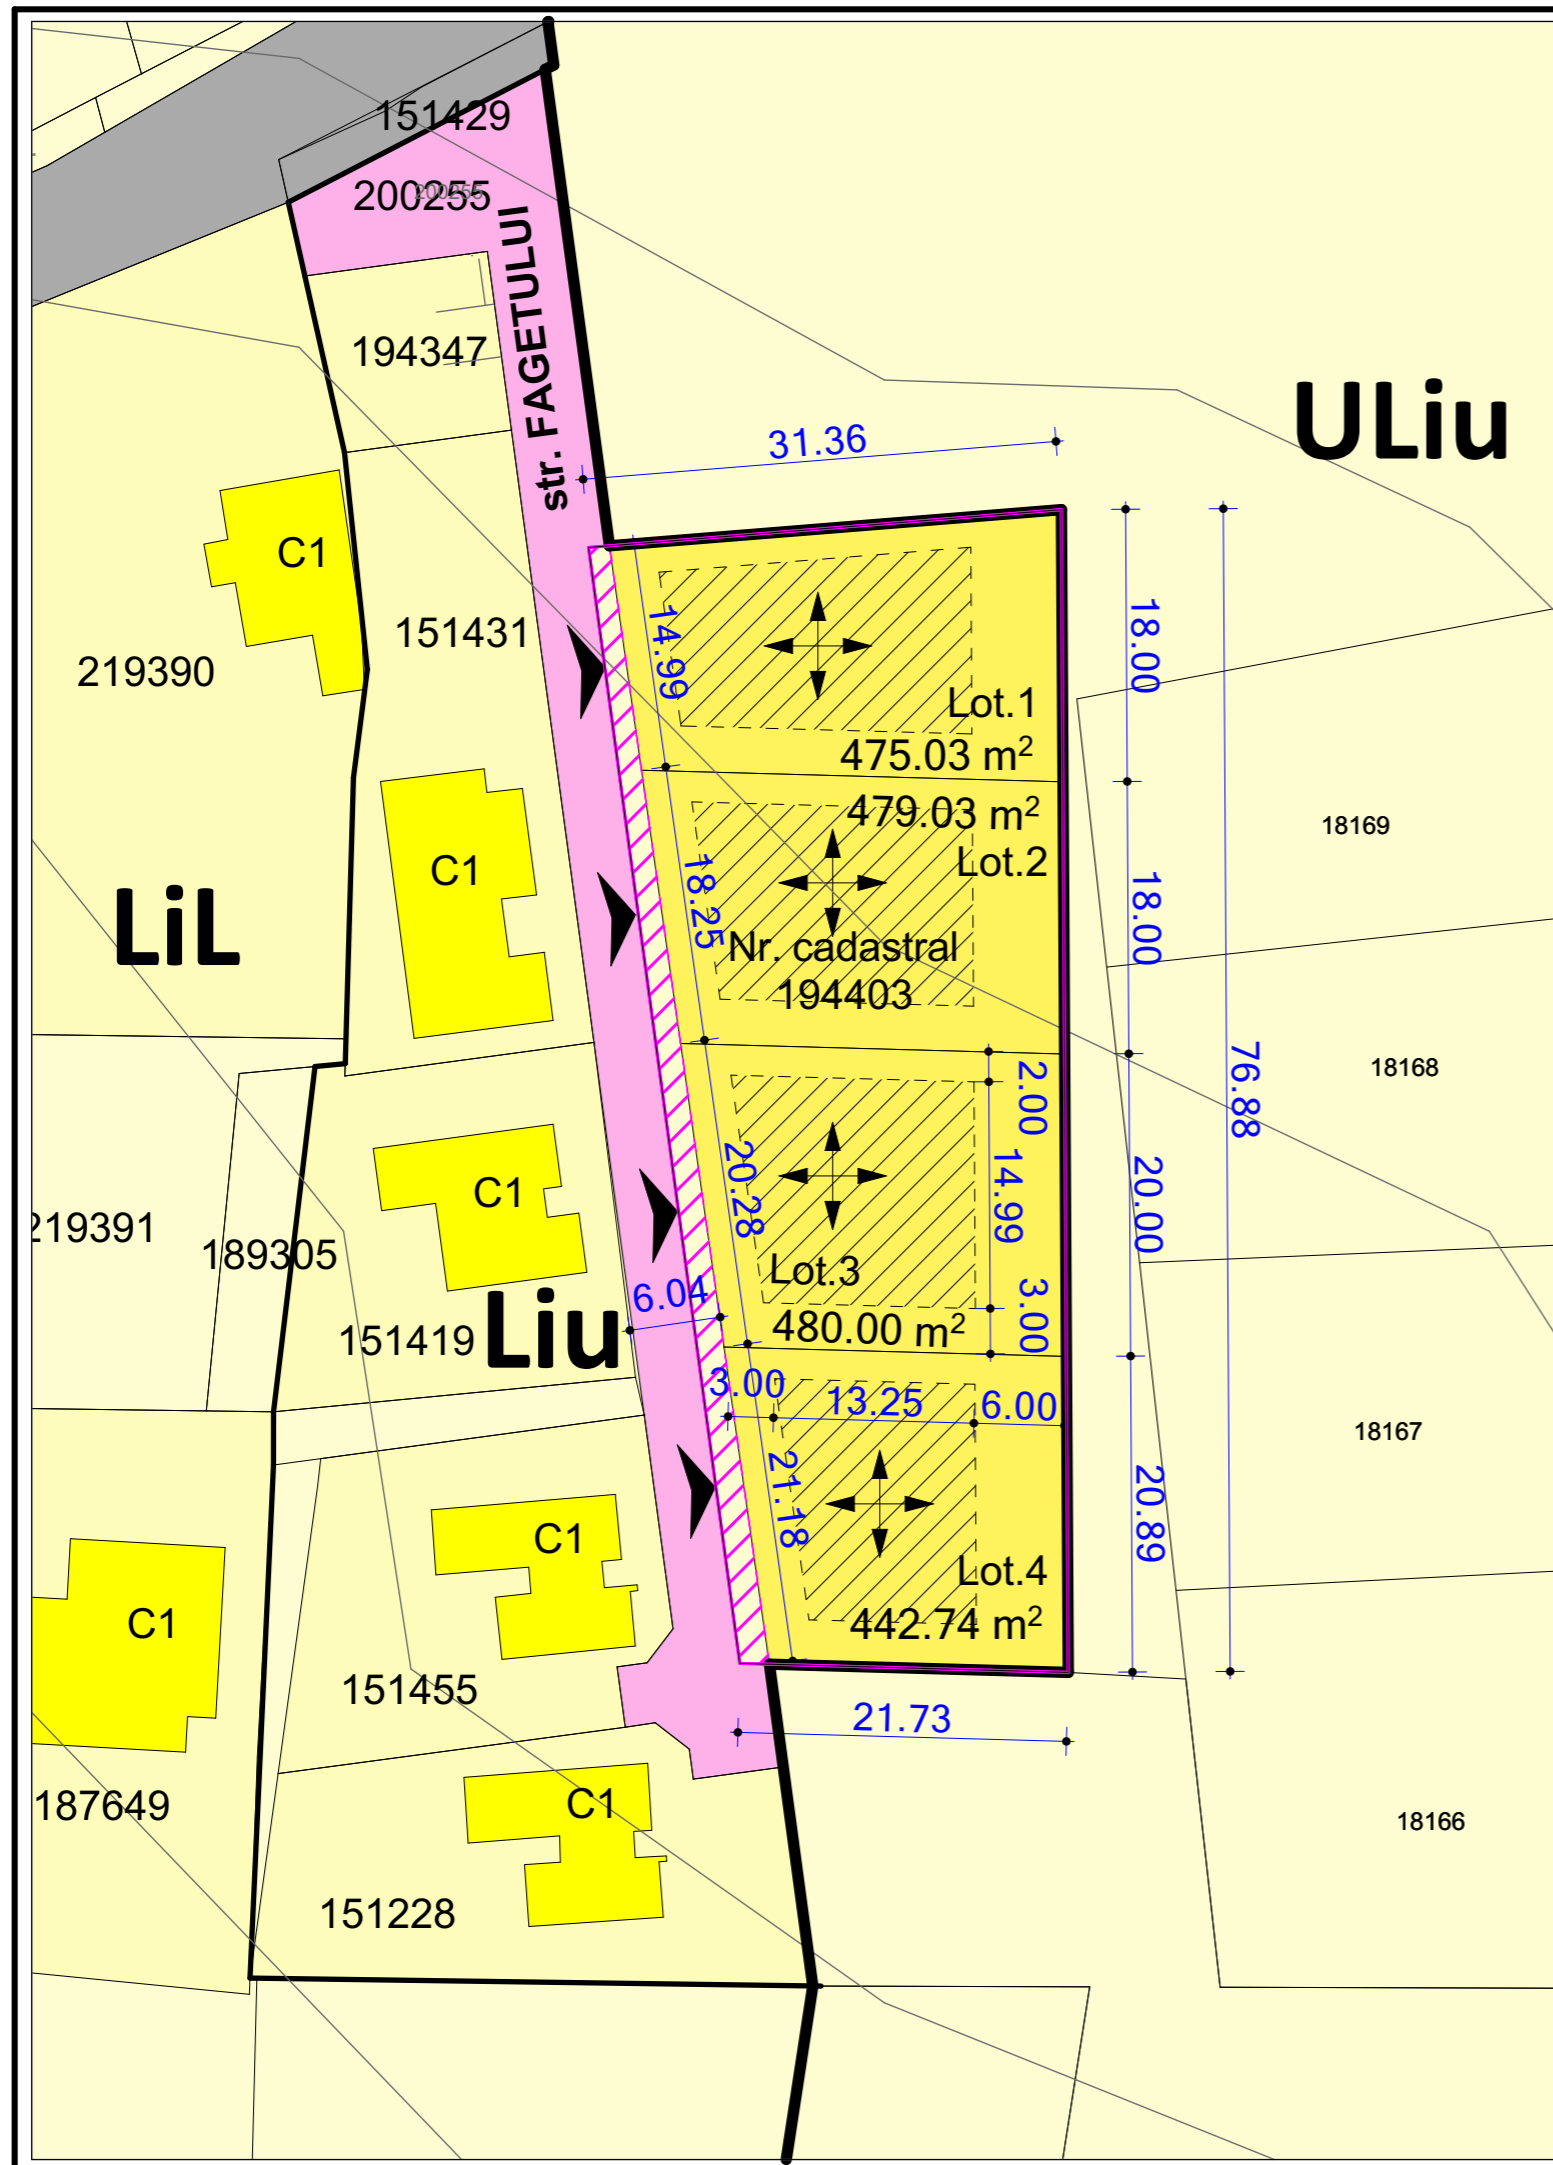 151429
200255
200255
str. FAGETULUI
194347
31.36
ULiu
C1
151431
219390
14.99
18.00
Lot.1
475.03 m²
479.03 m²
Lot.2
18169
C1
LiL
18.25
18.00
Nr. cadastral
194403
18168
76.88
2.00
14.99
3.00
20.28
20.00
C1
219391
189305
Lot.3
6.04
480.00 m²
151419
Liu
3.00
13.25
6.00
18167
21.18
20.89
C1
C1
Lot.4
442.74 m²
151455
21.73
187649
C1
18166
151228